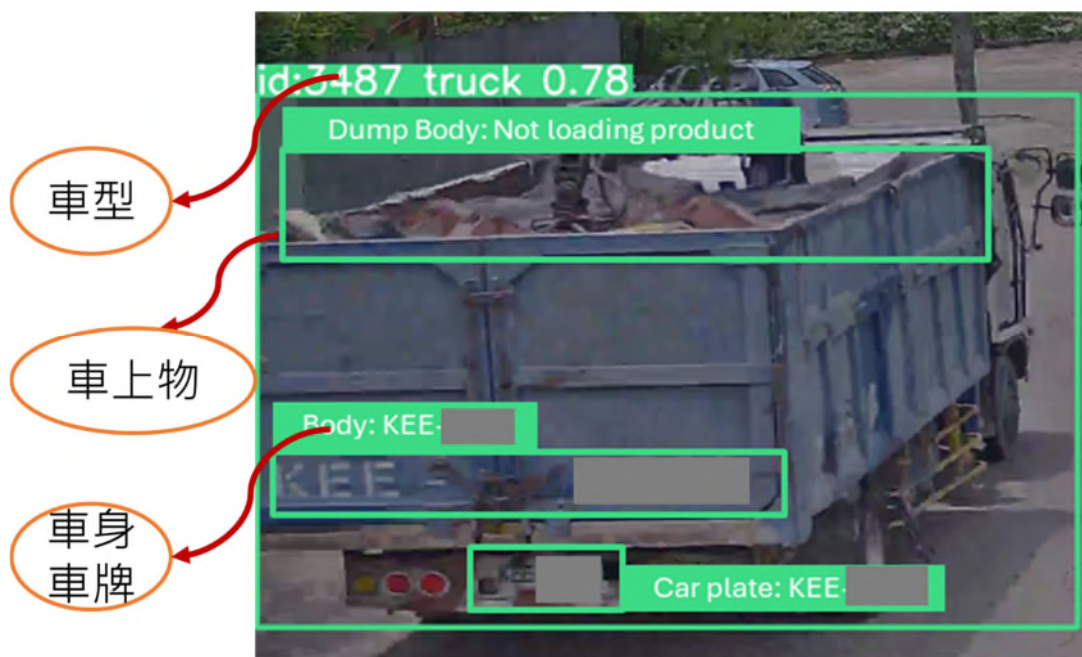 id:3487 truck 0.78
Dump Body: Not loading product
車型
車上物
Body: KEE-
KEE -
車身
車牌
KEE
Car plate: KEE-